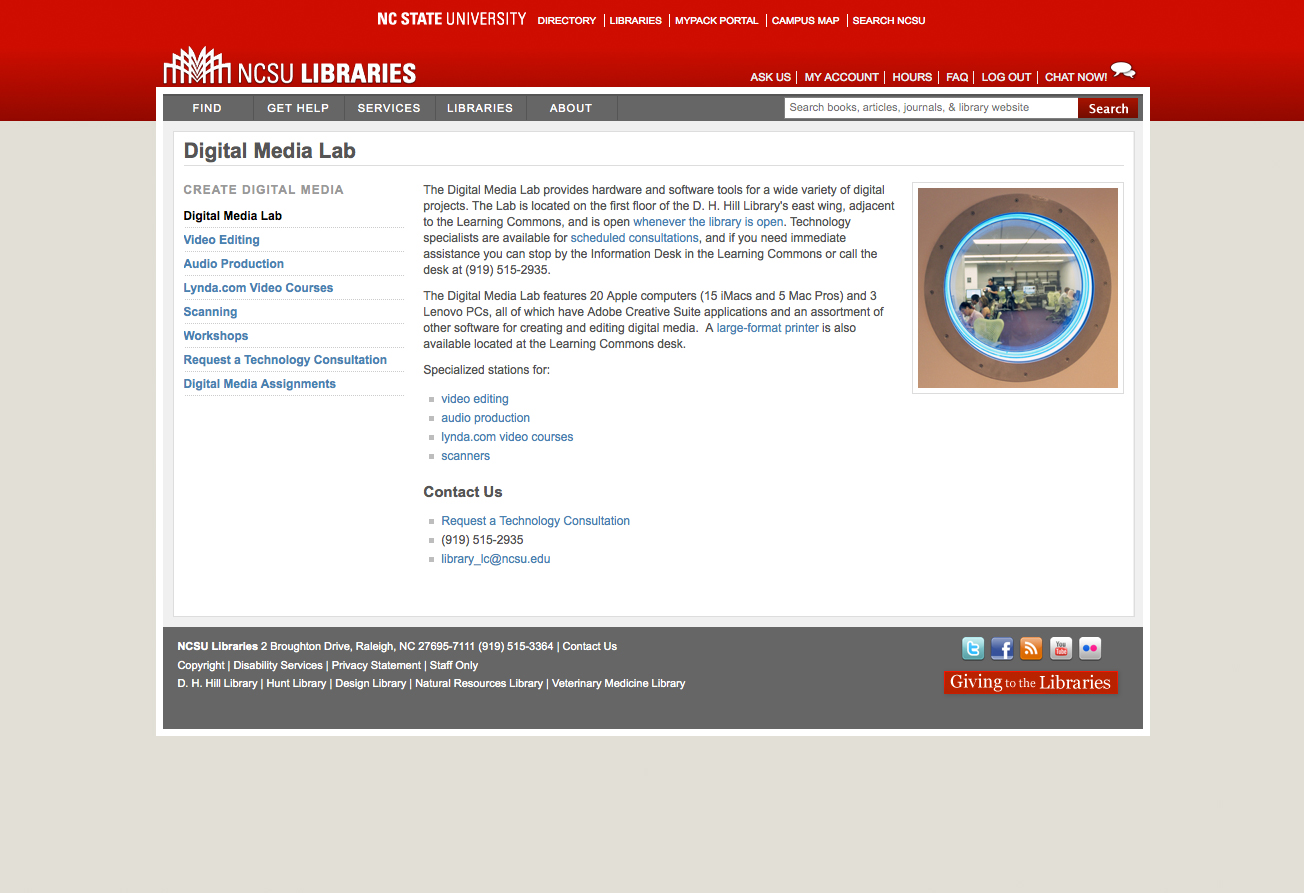 NC STATE UNIVERSITY DIRECTORY LIBRARIES MYPACK PORTAL CAMPUS MAP SEARCH NCSU
NCSU LIBRARIES
ASK US MY ACCOUNT HOURS FAQ LOG OUT CHAT NOW!
FIND GET HELP SERVICES LIBRARIES ABOUT
Search books, articles, journals, & library website Search
Digital Media Lab
CREATE DIGITAL MEDIA
Digital Media Lab
Video Editing
Audio Production
Lynda.com Video Courses
Scanning
Workshops
Request a Technology Consultation
Digital Media Assignments
The Digital Media Lab provides hardware and software tools for a wide variety of digital
projects. The Lab is located on the first floor of the D. H. Hill Library's east wing, adjacent
to the Learning Commons, and is open whenever the library is open. Technology
specialists are available for scheduled consultations, and if you need immediate
assistance you can stop by the Information Desk in the Learning Commons or call the
desk at (919) 515-2935.
The Digital Media Lab features 20 Apple computers (15 iMacs and 5 Mac Pros) and 3
Lenovo PCs, all of which have Adobe Creative Suite applications and an assortment of
other software for creating and editing digital media. A large-format printer is also
available located at the Learning Commons desk.
Specialized stations for:
video editing
audio production
lynda.com video courses
scanners
Contact Us
Request a Technology Consultation
(919) 515-2935
library_lc@ncsu.edu
NCSU Libraries 2 Broughton Drive, Raleigh, NC 27695-7111 (919) 515-3364 | Contact Us
Copyright | Disability Services | Privacy Statement | Staff Only
D. H. Hill Library | Hunt Library | Design Library | Natural Resources Library | Veterinary Medicine Library
You Tube
Giving to the Libraries